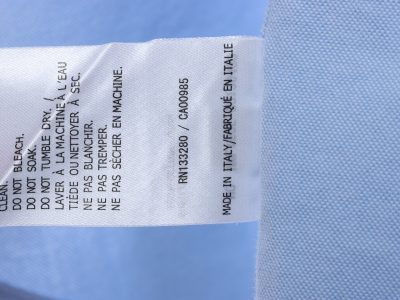 CLEAN.
DO NOT BLEACH.
DO NOT SOAK.
DO NOT TUMBLE DRY. /
LAVER À LA MACHINE À L'EAU
TIÈDE OU NETTOYER À SEC.
NE PAS BLANCHIR.
NE PAS TREMPER.
NE PAS SÉCHER EN MACHINE.
RN133280 / CA00985
MADE IN ITALY/FABRIQUÉ EN ITALIE